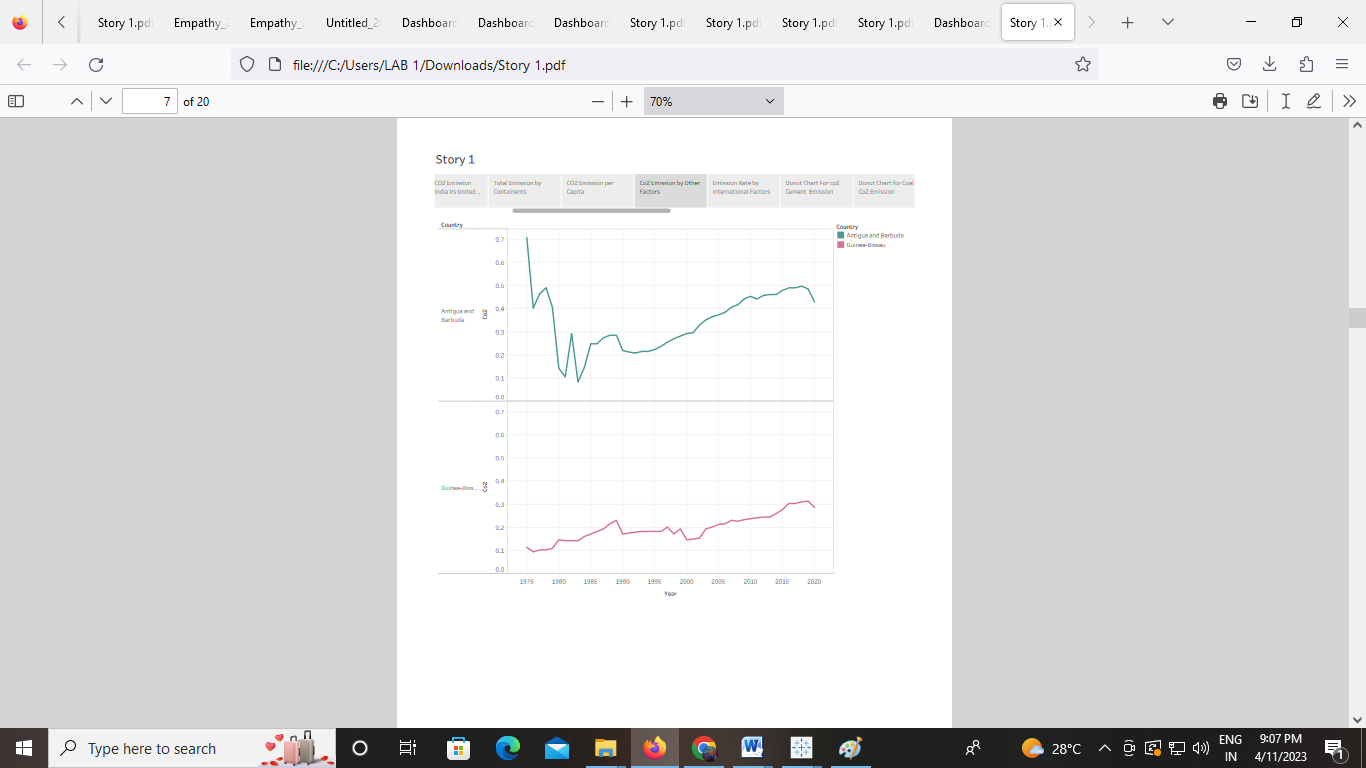 Story 1.pdf
Empathy_
Empathy_
Untitled_2
Dashboar
Dashboar
Dashboar
Story 1.pdf
Story 1.pdf
Story 1.pdf
Story 1.pdf
Dashboar
Story 1.
file:///C:/Users/LAB 1/Downloads/Story 1.pdf
7 of 20
70%
Story 1
CO2 Emission
India Vs United ..
Total Emission by
Containents
CO2 Emission per
Capita
Co2 Emission by Other
Factors
Emission Rate by
International Factors
Donut Chart For co2
Cement Emission
Donut Chart for Coal
Co2 Emission
Country
Antigua and
Barbuda
Co2
0.7
0.6
0.5
0.4
0.3
0.2
0.1
0.0
Guinea-Biss..
Co2
0.7
0.6
0.5
0.4
0.3
0.2
0.1
0.0
1975 1980 1985 1990 1995 2000 2005 2010 2015 2020
Year
Country
Antigua and Barbuda
Guinea-Bissau
Type here to search
28°C
ENG
IN
9:07 PM
4/11/2023
1